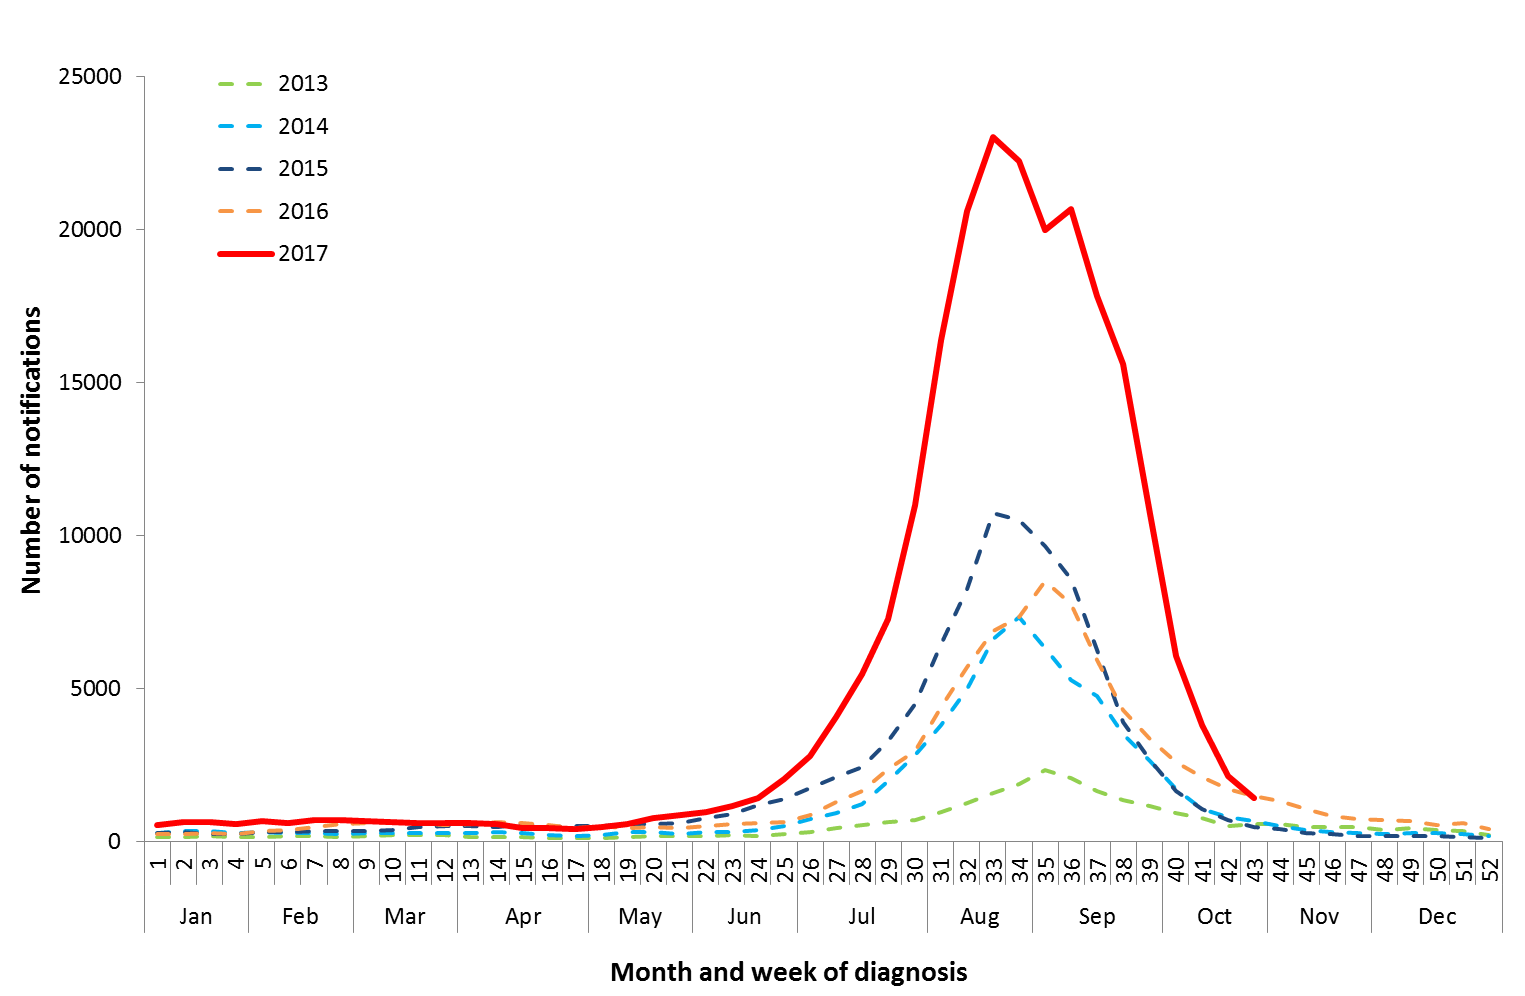 25000
20000
15000
10000
5000
0
Number of notifications
2013
2014
2015
2016
2017
1 2 3 4 5 6 7 8 9 10 11 12 13 14 15 16 17 18 19 20 21 22 23 24 25 26 27 28 29 30 31 32 33 34 35 36 37 38 39 40 41 42 43 44 45 46 47 48 49 50 51 52
Jan Feb Mar Apr May Jun Jul Aug Sep Oct Nov Dec
Month and week of diagnosis